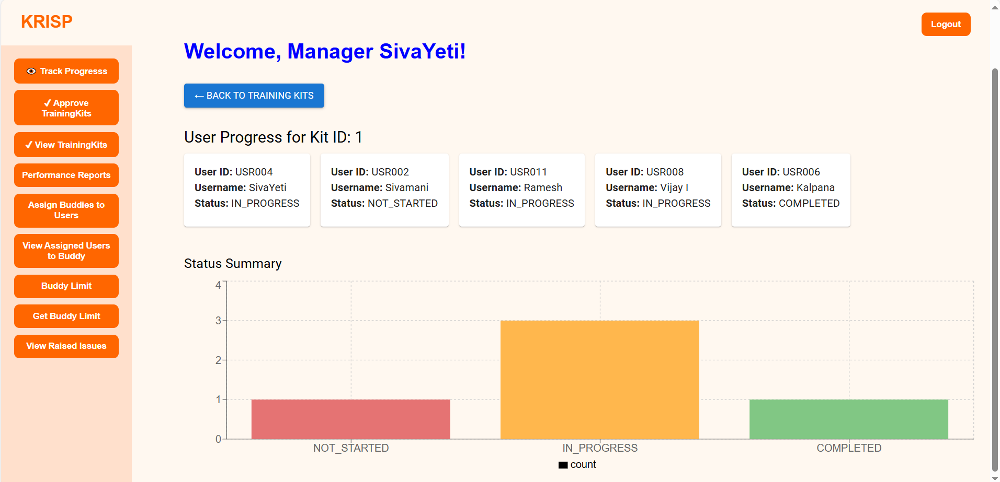 KRISP
Logout
Welcome, Manager SivaYeti!
👁 Track Progresss
✓ Approve
TrainingKits
✓ View TrainingKits
Performance Reports
Assign Buddies to
Users
View Assigned Users
to Buddy
Buddy Limit
Get Buddy Limit
View Raised Issues
← BACK TO TRAINING KITS
User Progress for Kit ID: 1
User ID: USR004
Username: SivaYeti
Status: IN_PROGRESS
User ID: USR002
Username: Sivamani
Status: NOT_STARTED
User ID: USR011
Username: Ramesh
Status: IN_PROGRESS
User ID: USR008
Username: Vijay I
Status: IN_PROGRESS
User ID: USR006
Username: Kalpana
Status: COMPLETED
Status Summary
4
3
2
1
0
NOT_STARTED
IN_PROGRESS
COMPLETED
count